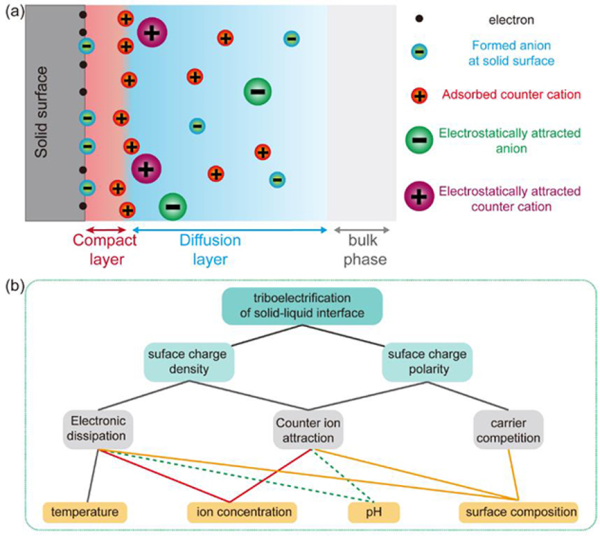 (a)
Solid surface
electron
Formed anion
at solid surface
Adsorbed counter cation
Electrostatically attracted
anion
Electrostatically attracted
counter cation
Compact
layer
Diffusion
layer
bulk
phase
(b)
triboelectrification
of solid-liquid interface
suface charge
density
suface charge
polarity
Electronic
dissipation
Counter ion
attraction
carrier
competition
temperature
ion concentration
pH
surface composition